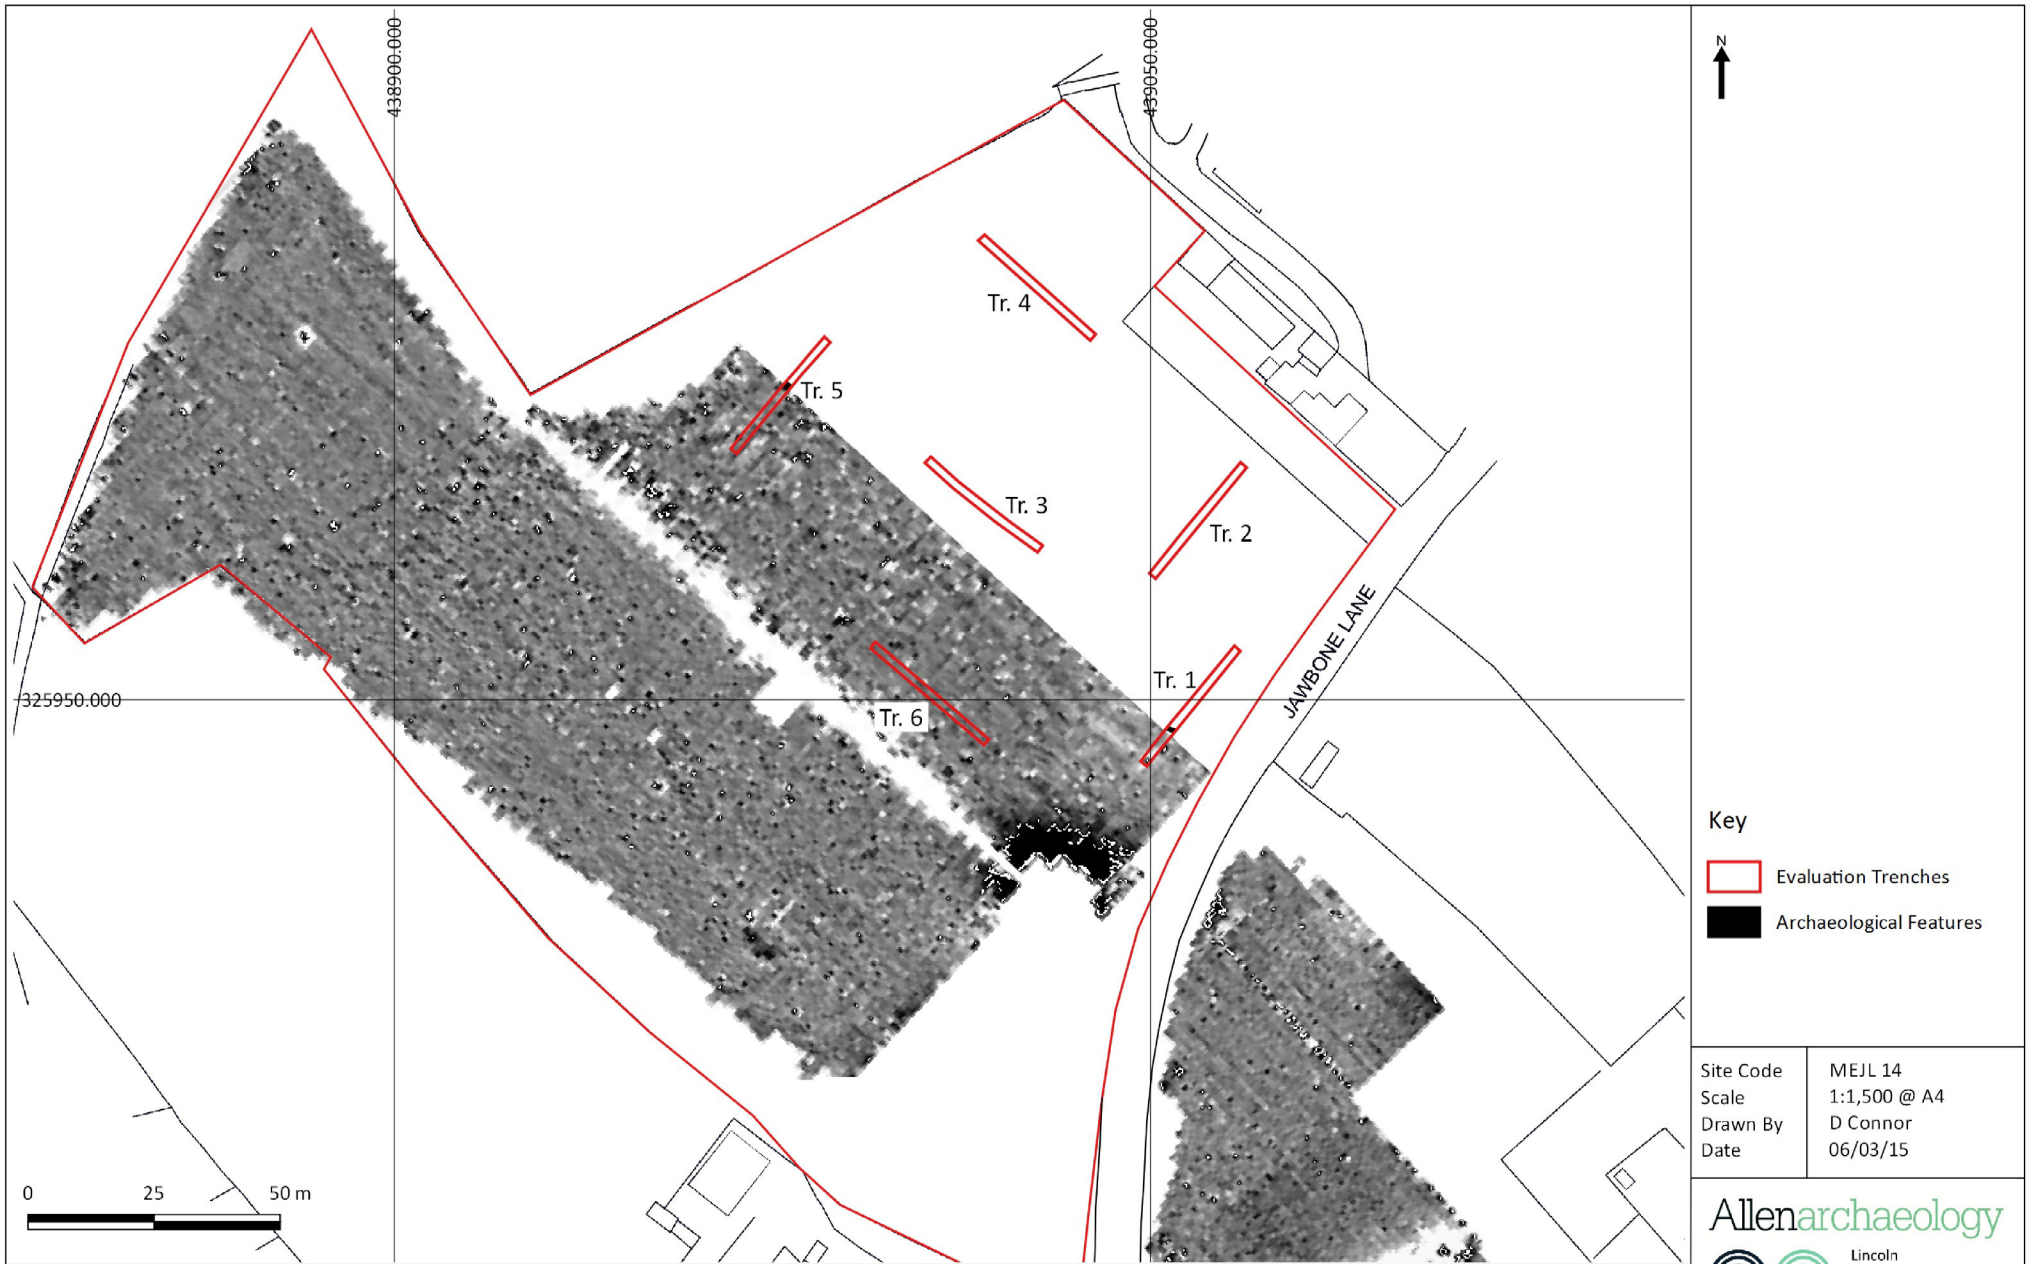 438900.000
439050.000
N
Tr. 4
Tr. 5
Tr. 3
Tr. 2
Tr. 1
JAWBONE LANE
325950.000
Tr. 6
0 25 50 m
Key
Evaluation Trenches
Archaeological Features
Site Code MEJL 14
Scale 1:1,500 @ A4
Drawn By D Connor
Date 06/03/15
Allenarchaeology
Lincoln